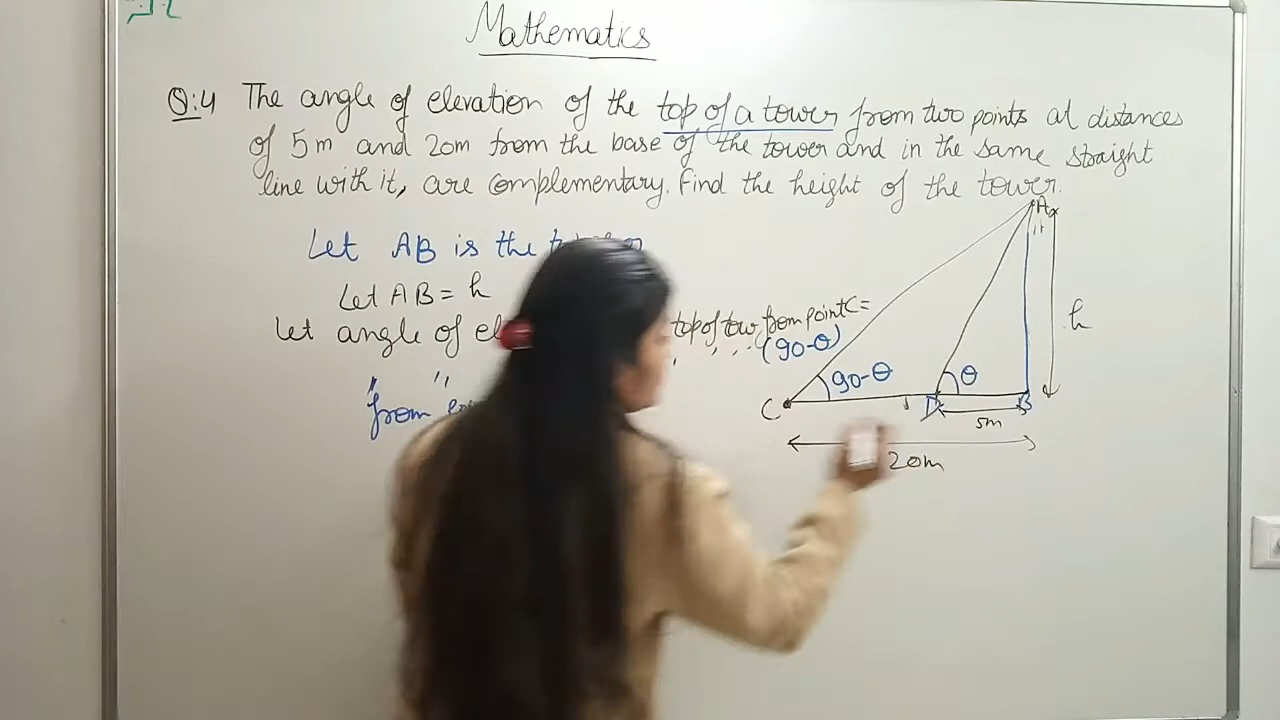 Mathematics
Q:4 The angle of elevation of the top of a tower from two points at distances
of 5m and 20m from the base of the tower and in the same straight
line with it, are complementary. Find the height of the tower.
Let AB is the
Let AB = h
Let angle of top of tow from point C =
(90-θ)
" "
from
A
h
90-θ
θ
C
D
B
5m
20m